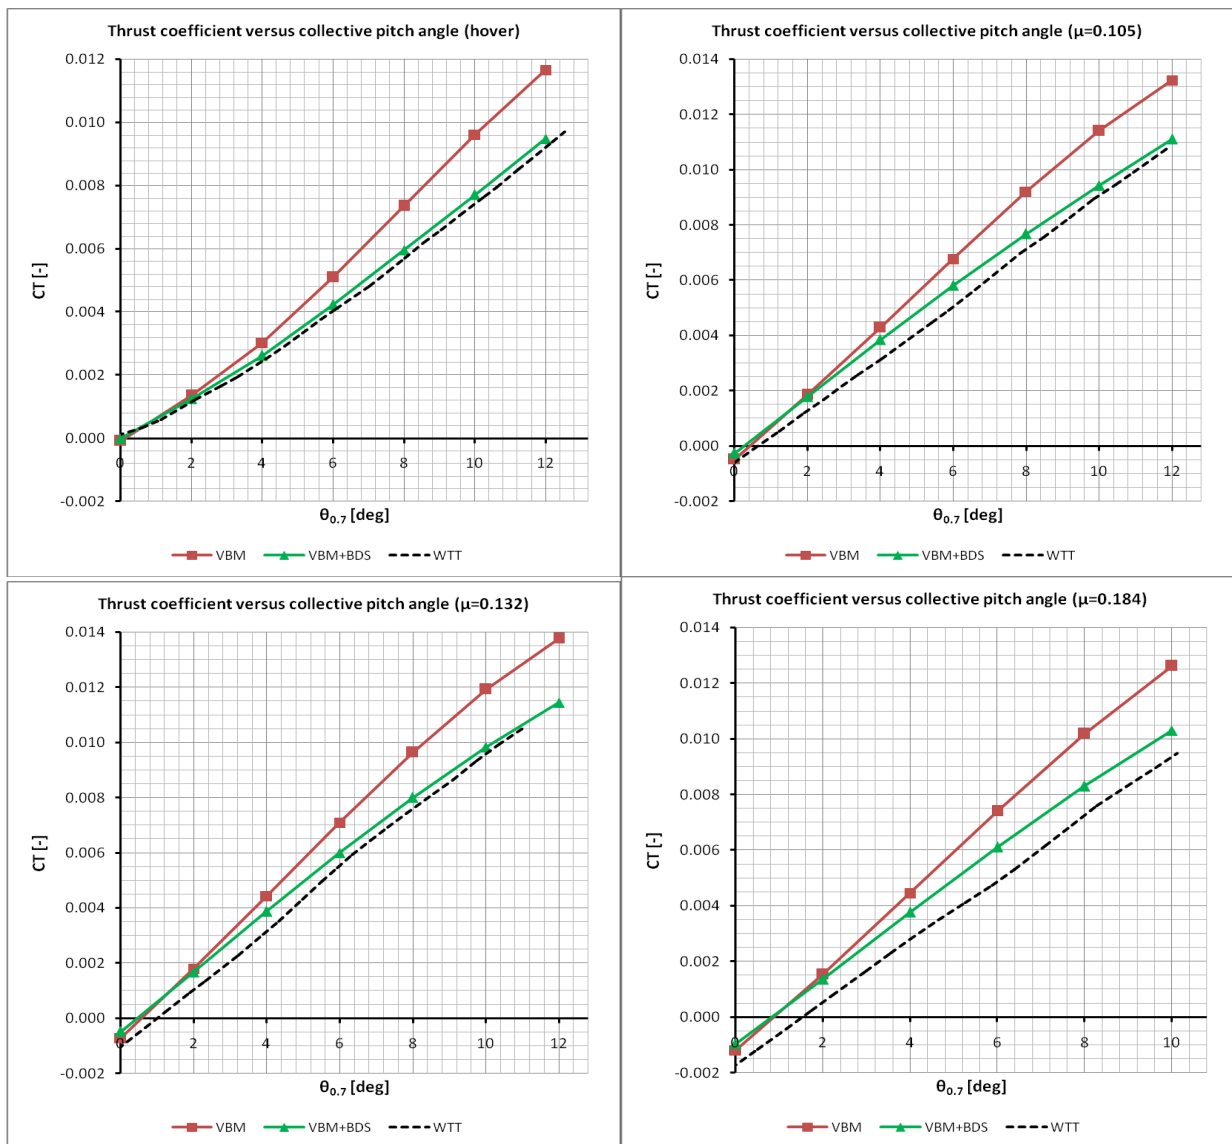 Thrust coefficient versus collective pitch angle (hover)
0.012
0.010
0.008
0.006
0.004
0.002
0.000
-0.002
CT [-]
0 2 4 6 8 10 12
θ0.7 [deg]
VBM VBM+BDS WTT
Thrust coefficient versus collective pitch angle (μ=0.105)
0.014
0.012
0.010
0.008
0.006
0.004
0.002
0.000
-0.002
CT [-]
0 2 4 6 8 10 12
θ0.7 [deg]
VBM VBM+BDS WTT
Thrust coefficient versus collective pitch angle (μ=0.132)
0.014
0.012
0.010
0.008
0.006
0.004
0.002
0.000
-0.002
CT [-]
0 2 4 6 8 10 12
θ0.7 [deg]
VBM VBM+BDS WTT
Thrust coefficient versus collective pitch angle (μ=0.184)
0.014
0.012
0.010
0.008
0.006
0.004
0.002
0.000
-0.002
CT [-]
0 2 4 6 8 10
θ0.7 [deg]
VBM VBM+BDS WTT